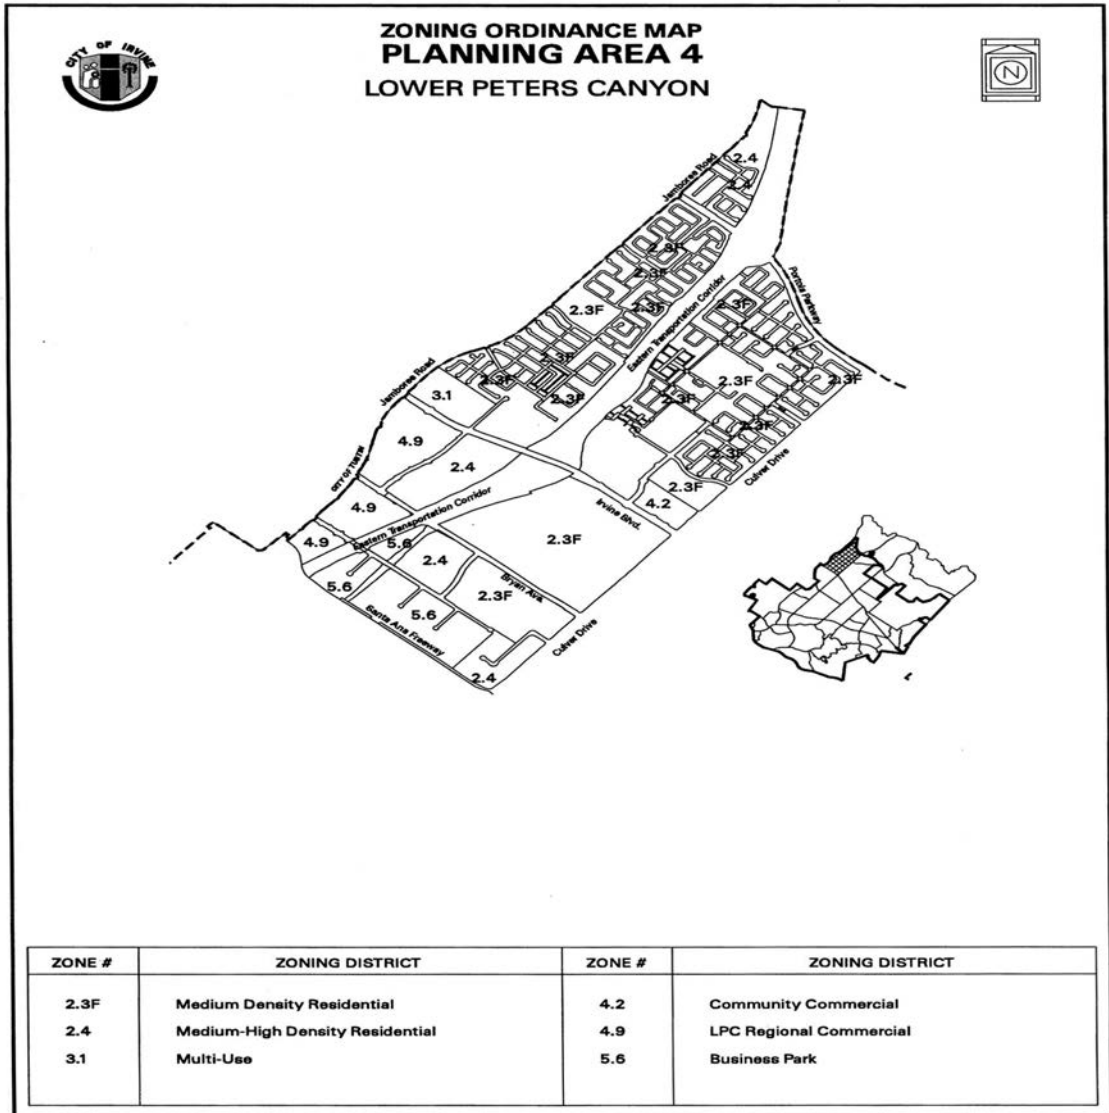 CITY OF IRVINE
ZONING ORDINANCE MAP
PLANNING AREA 4
LOWER PETERS CANYON
N
2.4
2.4
Jamboree Road
2.3F
2.3F
2.3F
2.3F
Eastern Transportation Corridor
Portola Parkway
2.3F
2.3F
2.3F
2.3F
2.3F
2.3F
2.3F
2.3F
2.3F
Jamboree Road
3.1
4.9
2.4
CITY OF TUSTIN
4.9
Eastern Transportation Corridor
4.9
5.6
2.4
5.6
5.6
2.3F
Bryan Ave.
Santa Ana Freeway
2.4
2.3F
Irvine Blvd.
4.2
2.3F
Culver Drive
Culver Drive
ZONE # ZONING DISTRICT ZONE # ZONING DISTRICT
2.3F Medium Density Residential 4.2 Community Commercial
2.4 Medium-High Density Residential 4.9 LPC Regional Commercial
3.1 Multi-Use 5.6 Business Park